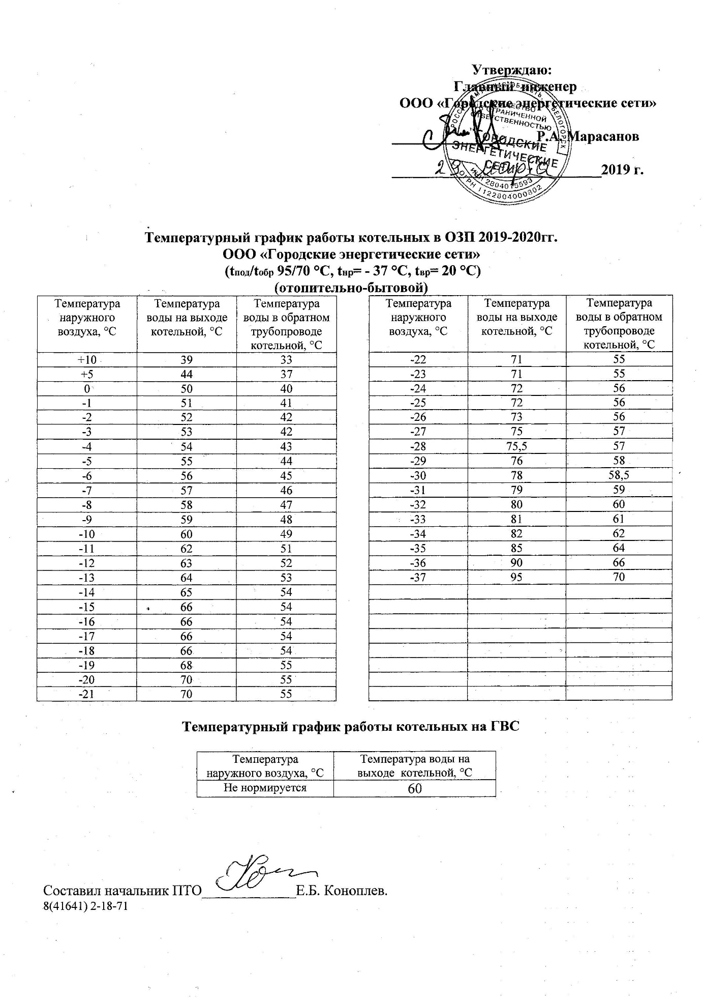 Утверждаю:
Главный инженер
ООО «Городские энергетические сети»
Р.А. Марасанов
29 марта 2019 г.
ОБЩЕСТВО
С ОГРАНИЧЕННОЙ
ОТВЕТСТВЕННОСТЬЮ
"ГОРОДСКИЕ
ЭНЕРГЕТИЧЕСКИЕ
СЕТИ"
ИНН 2804015593
ОГРН 1122804000802
Температурный график работы котельных в ОЗП 2019-2020гг.
ООО «Городские энергетические сети»
(tпод/tобр 95/70 °С, tнр= - 37 °С, tвр= 20 °С)
(отопительно-бытовой)
Температура наружного воздуха, °С | Температура воды на выходе котельной, °С | Температура воды в обратном трубопроводе котельной, °С
+10 39 33
+5 44 37
0 50 40
-1 51 41
-2 52 42
-3 53 42
-4 54 43
-5 55 44
-6 56 45
-7 57 46
-8 58 47
-9 59 48
-10 60 49
-11 62 51
-12 63 52
-13 64 53
-14 65 54
-15 66 54
-16 66 54
-17 66 54
-18 66 54
-19 68 55
-20 70 55
-21 70 55
Температура наружного воздуха, °С | Температура воды на выходе котельной, °С | Температура воды в обратном трубопроводе котельной, °С
-22 71 55
-23 71 55
-24 72 56
-25 72 56
-26 73 56
-27 75 57
-28 75,5 57
-29 76 58
-30 78 58,5
-31 79 59
-32 80 60
-33 81 61
-34 82 62
-35 85 64
-36 90 66
-37 95 70
Температурный график работы котельных на ГВС
Температура наружного воздуха, °С | Температура воды на выходе котельной, °С
Не нормируется 60
Составил начальник ПТО Е.Б. Коноплев.
8(41641) 2-18-71